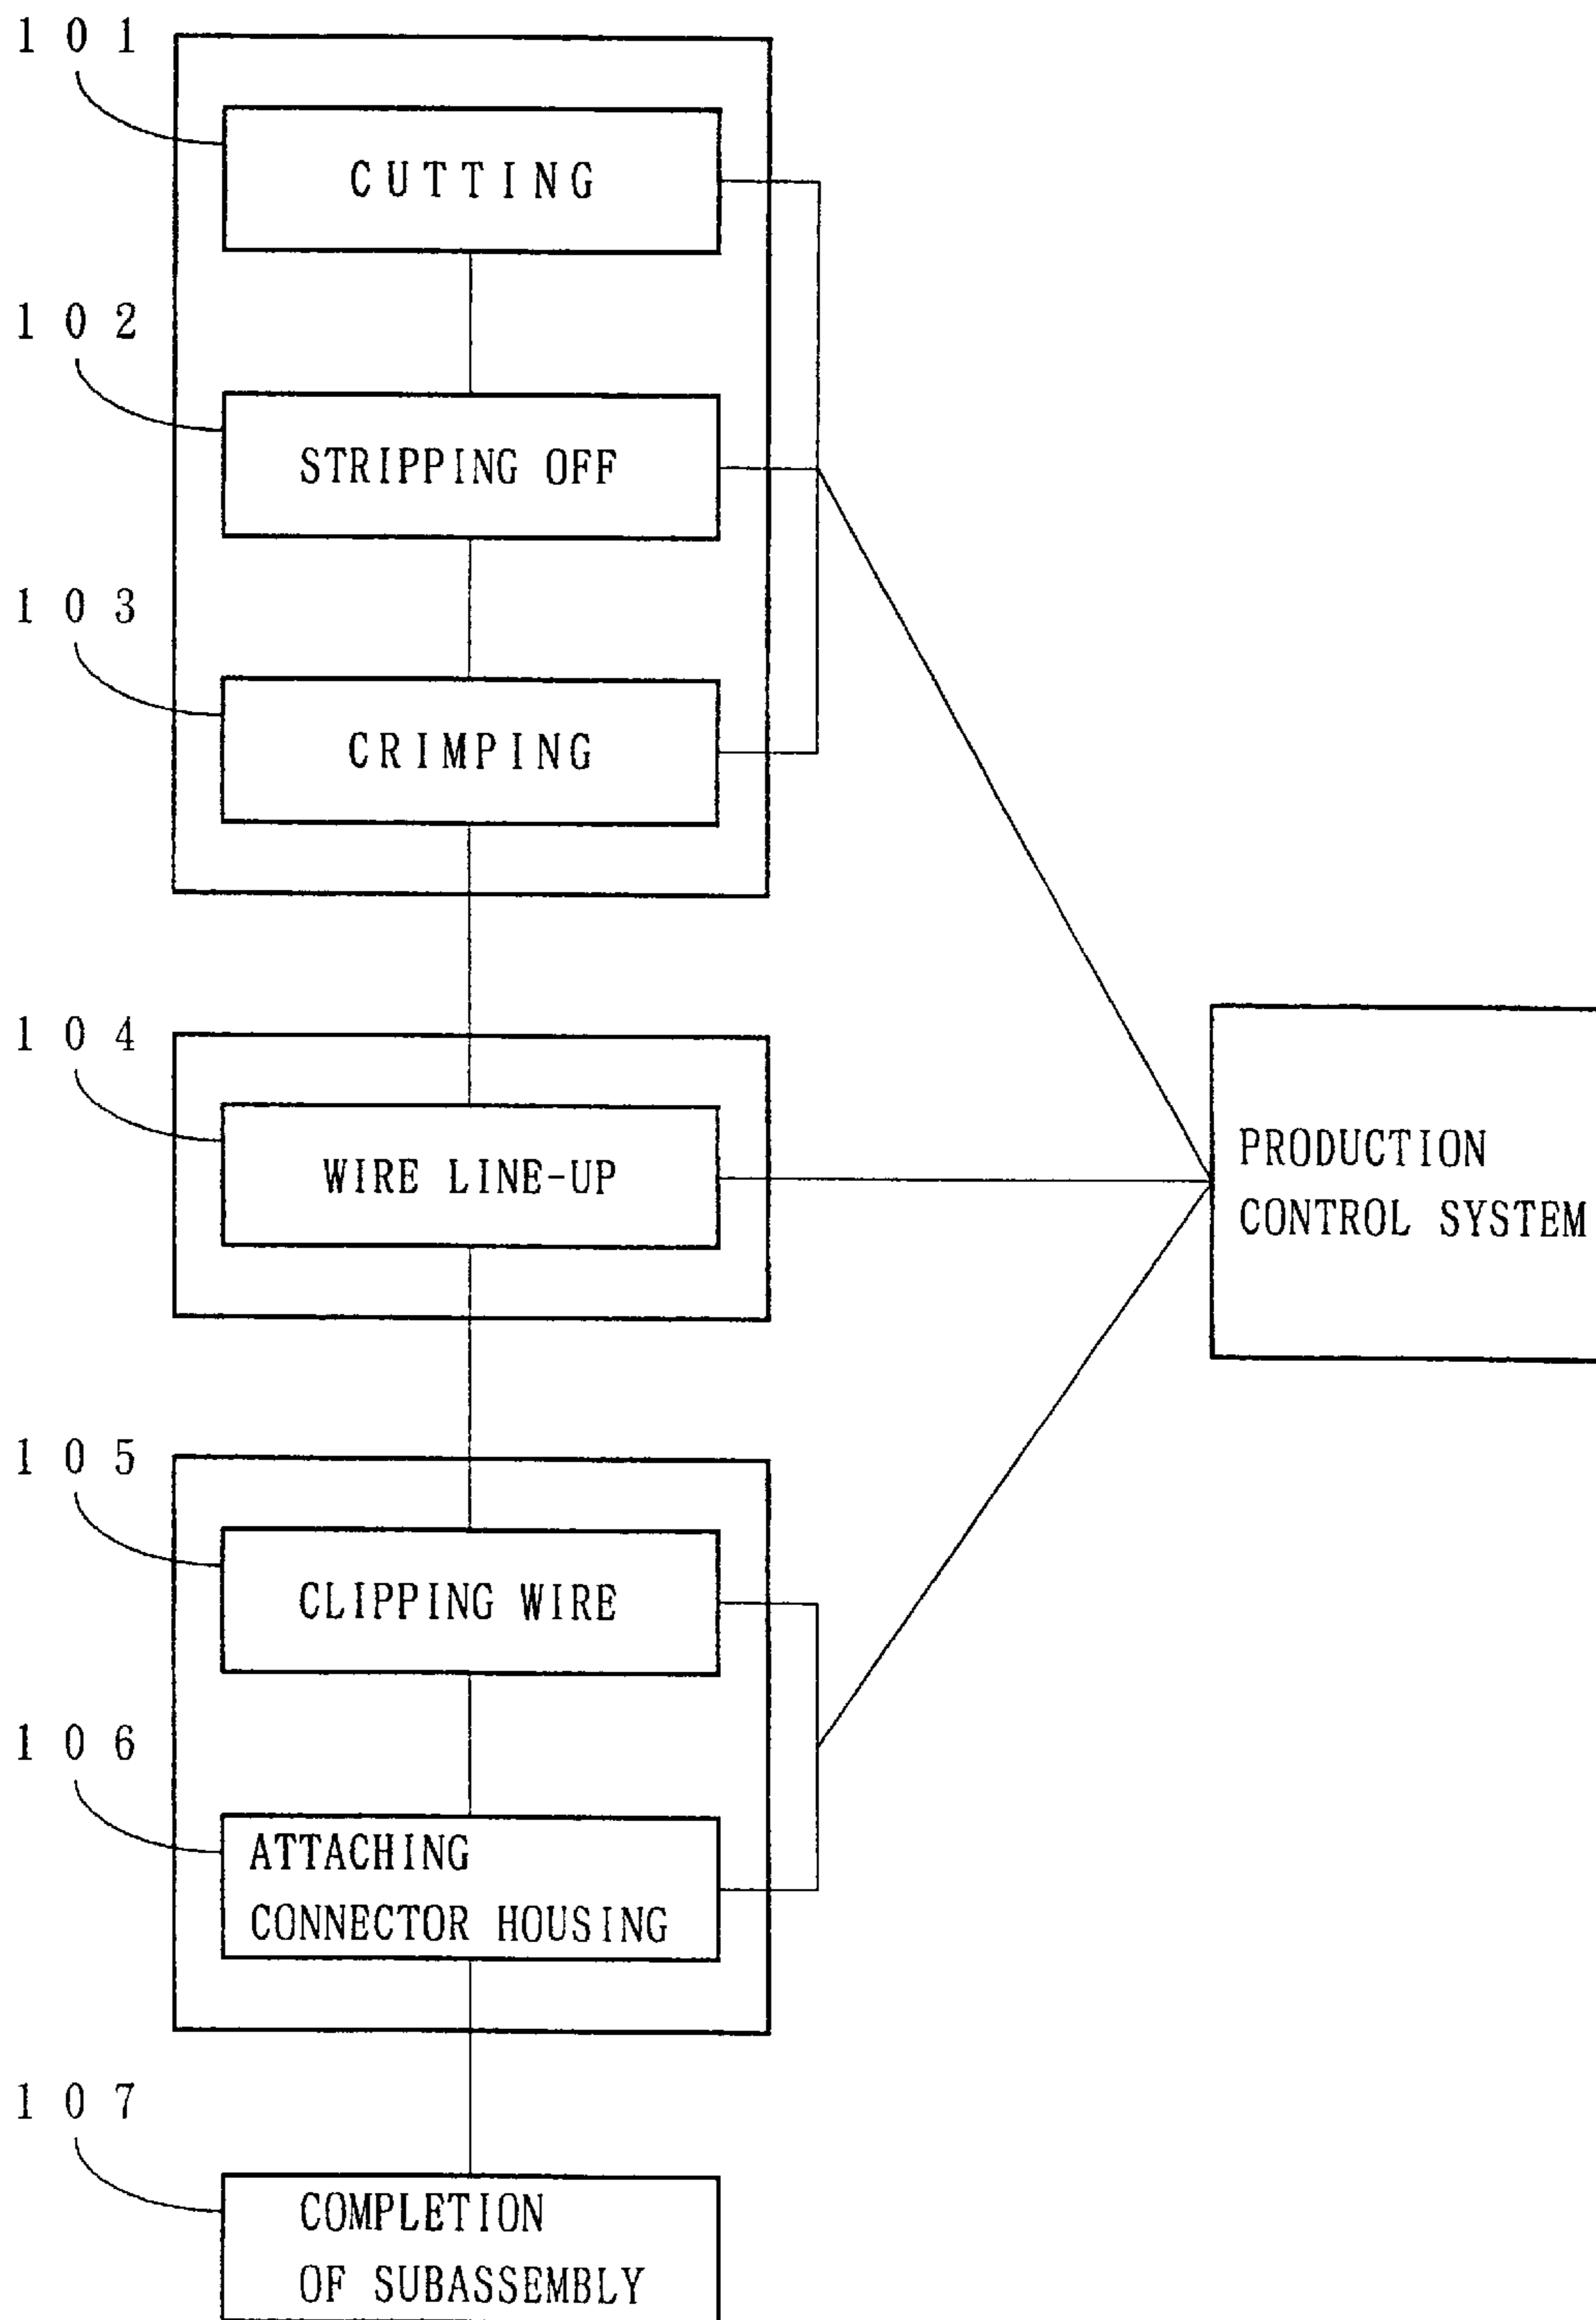 101
CUTTING
102
STRIPPING OFF
103
CRIMPING
104
WIRE LINE-UP
PRODUCTION
CONTROL SYSTEM
105
CLIPPING WIRE
106
ATTACHING
CONNECTOR HOUSING
107
COMPLETION
OF SUBASSEMBLY